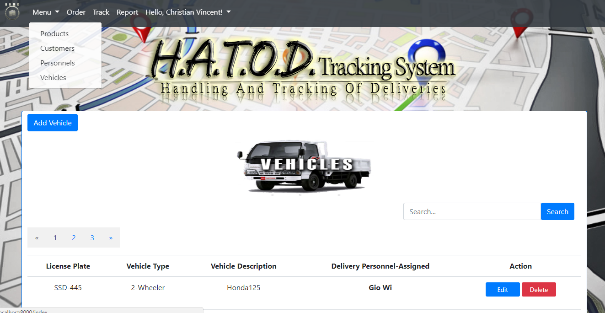 Menu Order Track Report Hello, Christian Vincent!
Products
Customers
Personnels
Vehicles
H.A.T.O.D. Tracking System
Handling And Tracking Of Deliveries
Add Vehicle
VEHICLES
Search... Search
« 1 2 3 »
License Plate Vehicle Type Vehicle Description Delivery Personnel-Assigned Action
SSD-445 2-Wheeler Honda125 Gio Wi Edit Delete